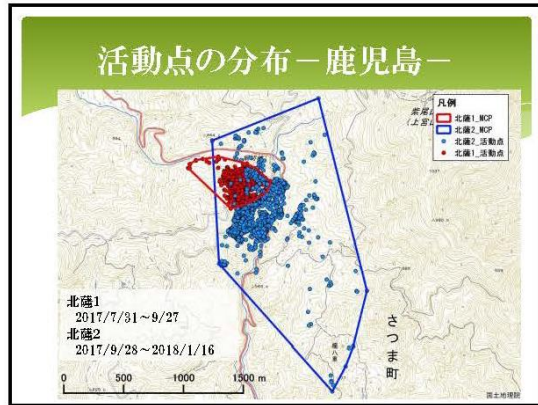 活動点の分布－鹿児島－
凡例
北薩1_MCP
北薩2_MCP
北薩2_活動点
北薩1_活動点
北薩1
2017/7/31～9/27
北薩2
2017/9/28～2018/1/16
さつま町
0 500 1000 1500 m
国土地理院